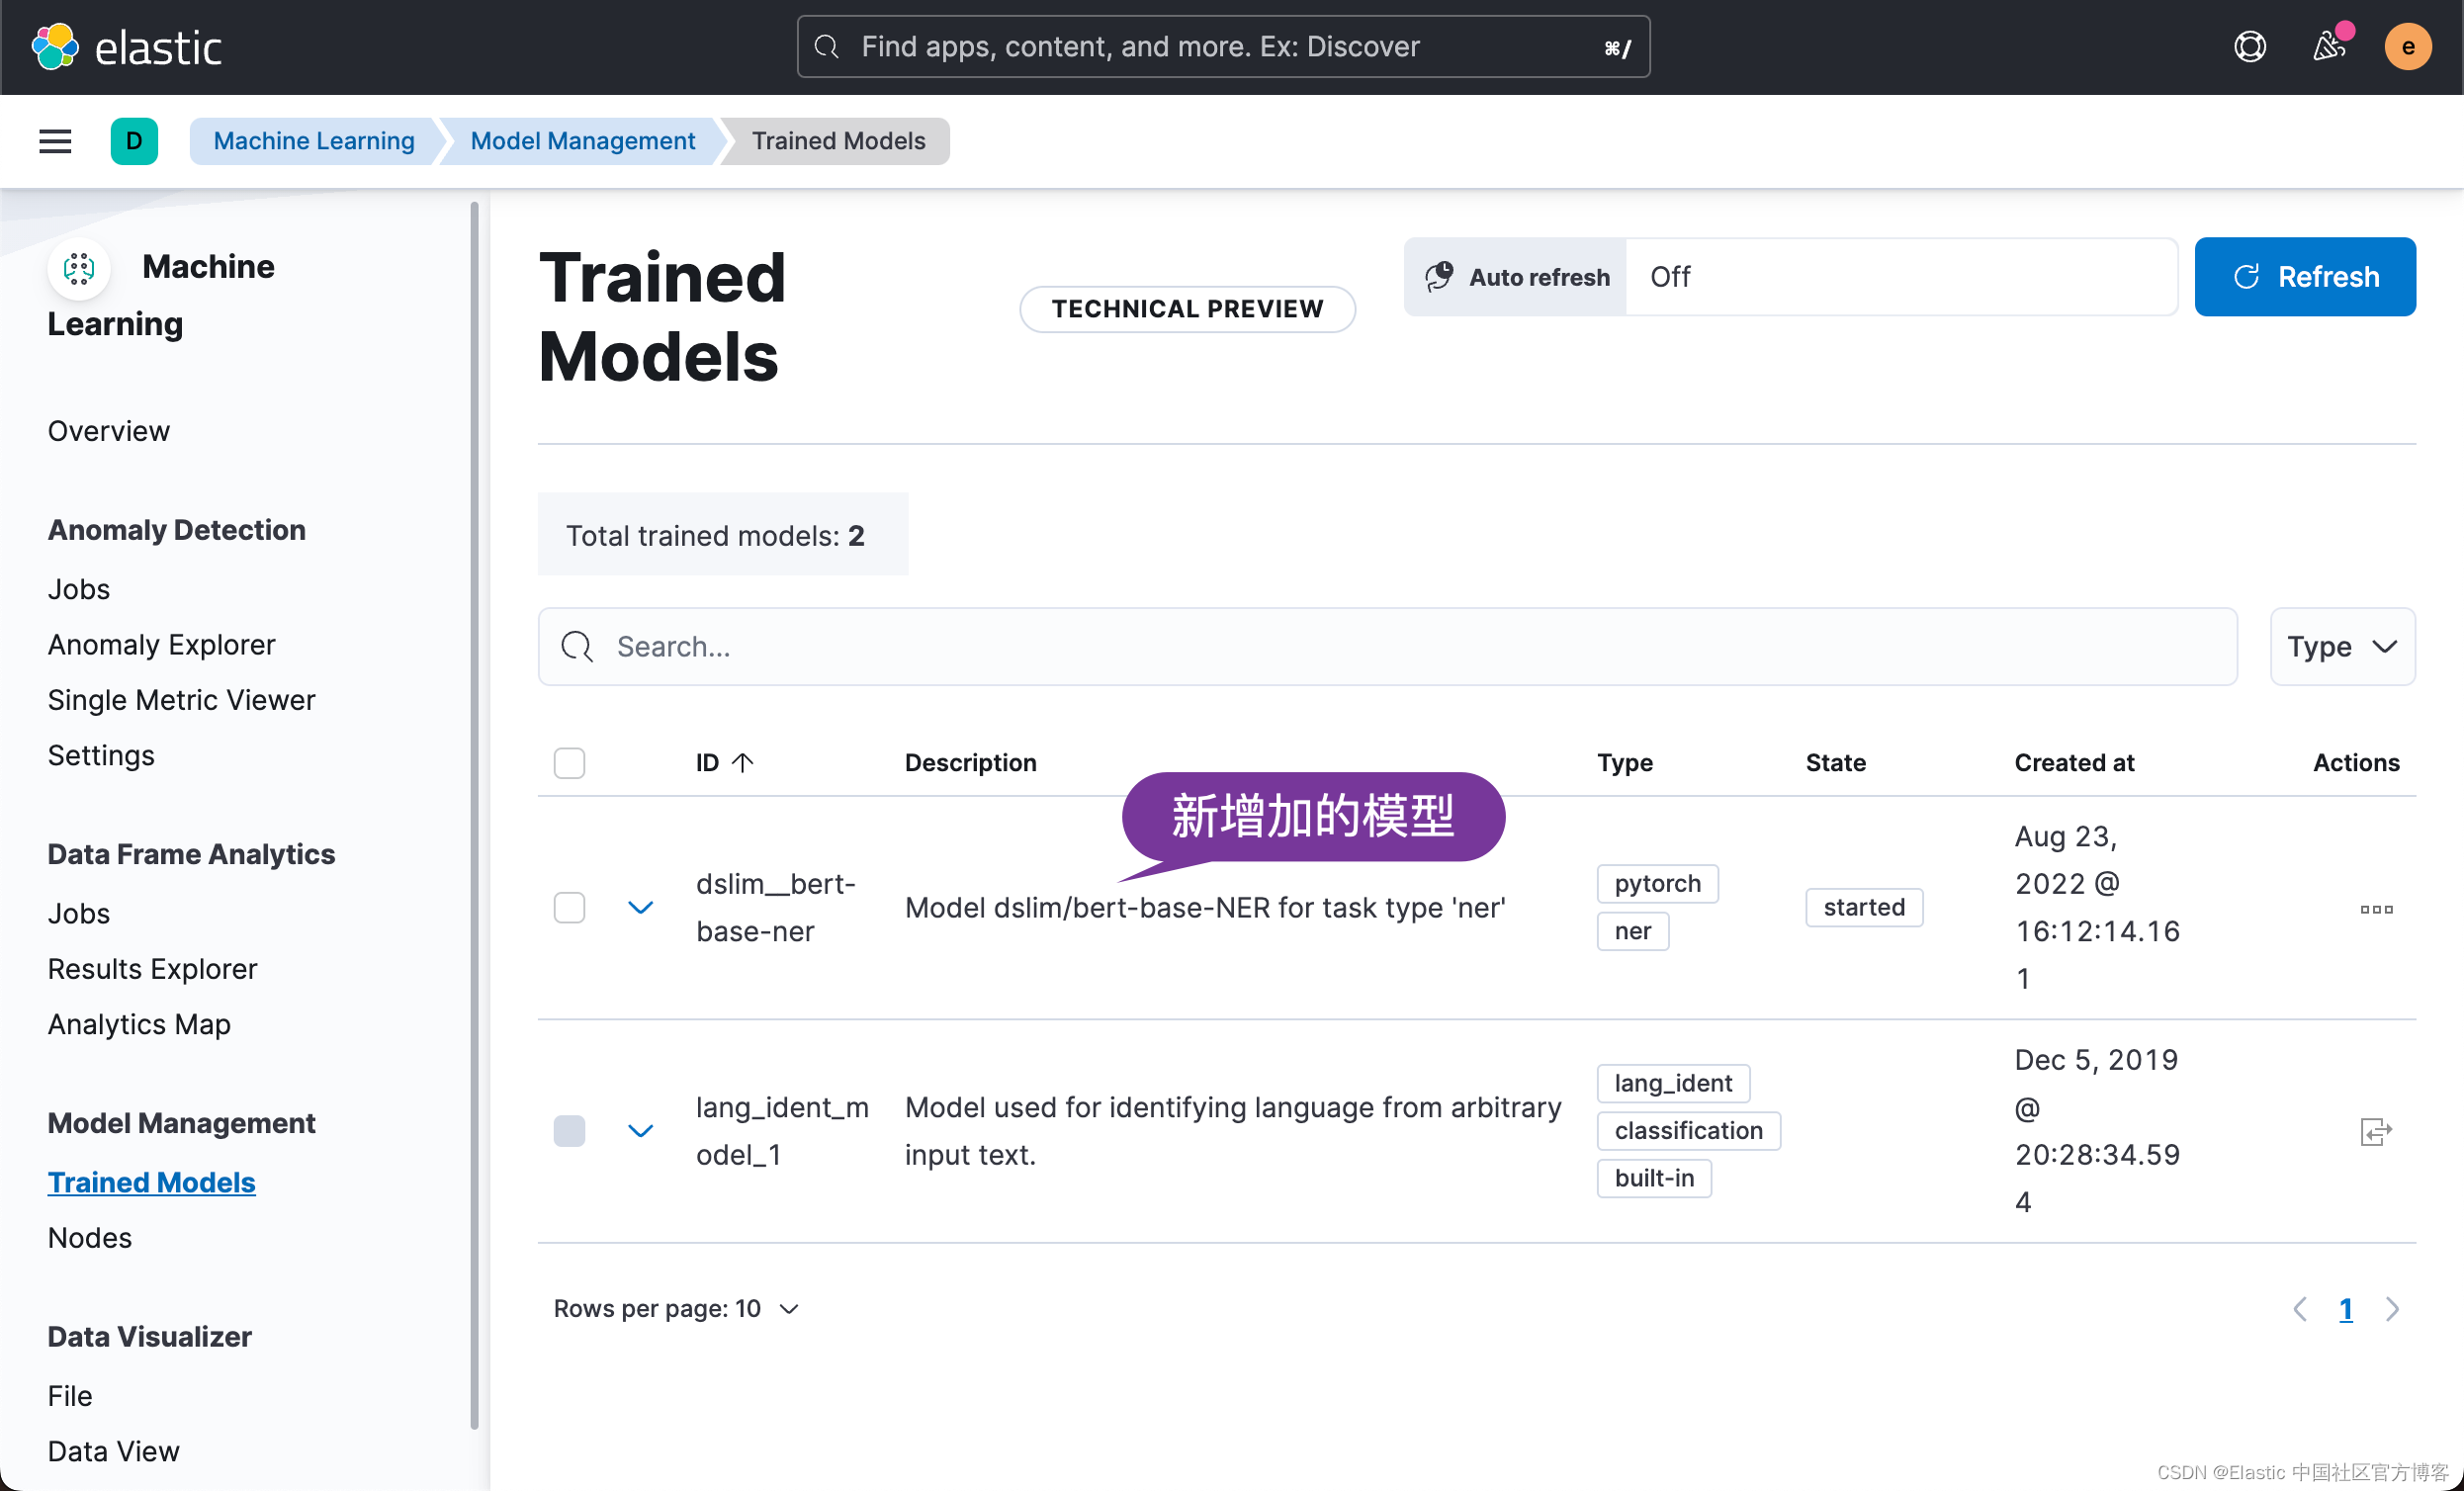 elastic
Find apps, content, and more. Ex: Discover ⌘/
e
D Machine Learning Model Management Trained Models
Machine
Learning
Overview
Anomaly Detection
Jobs
Anomaly Explorer
Single Metric Viewer
Settings
Data Frame Analytics
Jobs
Results Explorer
Analytics Map
Model Management
Trained Models
Nodes
Data Visualizer
File
Data View
Trained
Models
TECHNICAL PREVIEW
Auto refresh Off
Refresh
Total trained models: 2
Search...
Type
ID Description Type State Created at Actions
新增加的模型
dslim__bert-
base-ner
Model dslim/bert-base-NER for task type 'ner'
pytorch
ner
started
Aug 23,
2022 @
16:12:14.16
1
lang_ident_m
odel_1
Model used for identifying language from arbitrary
input text.
lang_ident
classification
built-in
Dec 5, 2019
@
20:28:34.59
4
Rows per page: 10
1
CSDN @Elastic 中国社区官方博客